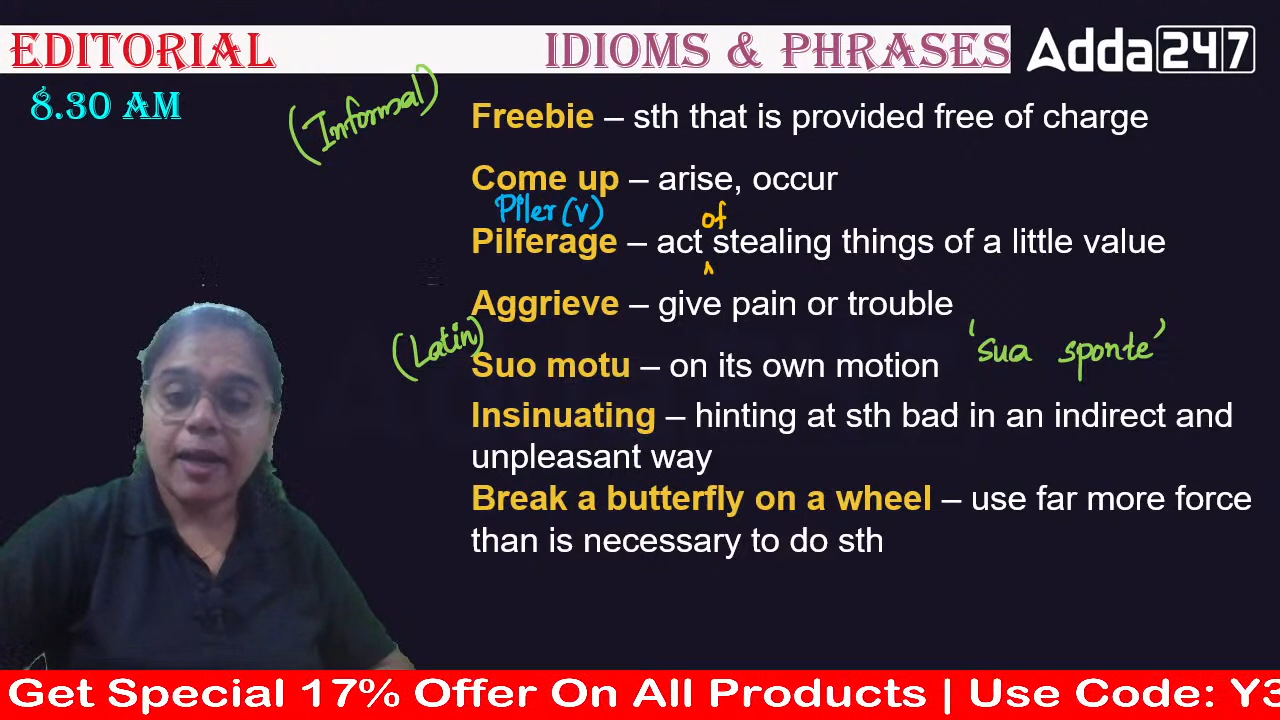 EDITORIAL IDIOMS & PHRASES Adda247
8.30 AM
(Informal)
Freebie – sth that is provided free of charge
Come up – arise, occur
Piler (v)
of
Pilferage – act stealing things of a little value
^
Aggrieve – give pain or trouble
(Latin)
'sua sponte'
Suo motu – on its own motion
Insinuating – hinting at sth bad in an indirect and
unpleasant way
Break a butterfly on a wheel – use far more force
than is necessary to do sth
Get Special 17% Offer On All Products | Use Code: Y3